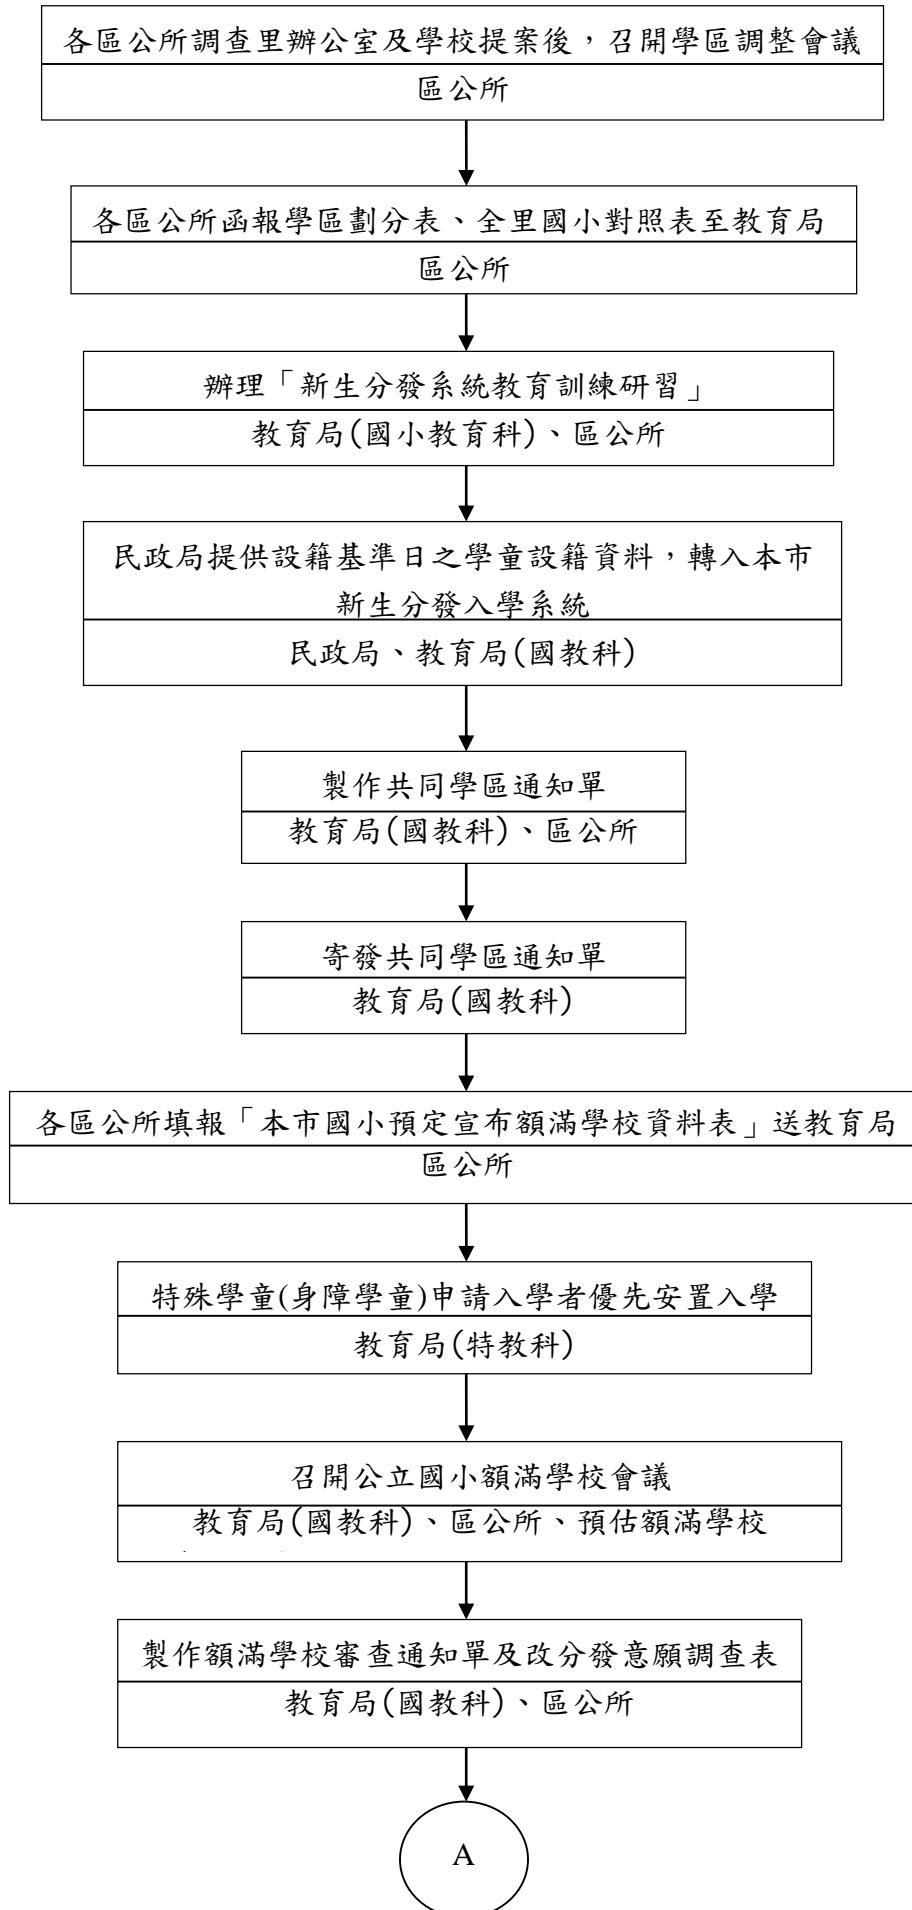 各區公所調查里辦公室及學校提案後，召開學區調整會議
區公所
各區公所函報學區劃分表、全里國小對照表至教育局
區公所
辦理「新生分發系統教育訓練研習」
教育局(國小教育科)、區公所
民政局提供設籍基準日之學童設籍資料，轉入本市
新生分發入學系統
民政局、教育局(國教科)
製作共同學區通知單
教育局(國教科)、區公所
寄發共同學區通知單
教育局(國教科)
各區公所填報「本市國小預定宣布額滿學校資料表」送教育局
區公所
特殊學童(身障學童)申請入學者優先安置入學
教育局(特教科)
召開公立國小額滿學校會議
教育局(國教科)、區公所、預估額滿學校
製作額滿學校審查通知單及改分發意願調查表
教育局(國教科)、區公所
A